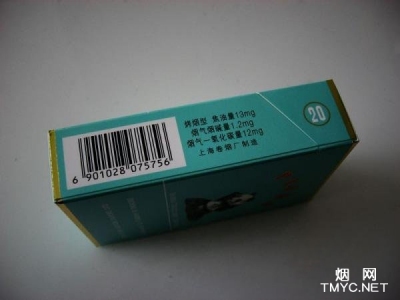 烤烟型 焦油量13mg
烟气烟碱量1.2mg
烟气一氧化碳量12mg
上海卷烟厂制造
20
6 901028 075756
烟 网
TMYC.NET